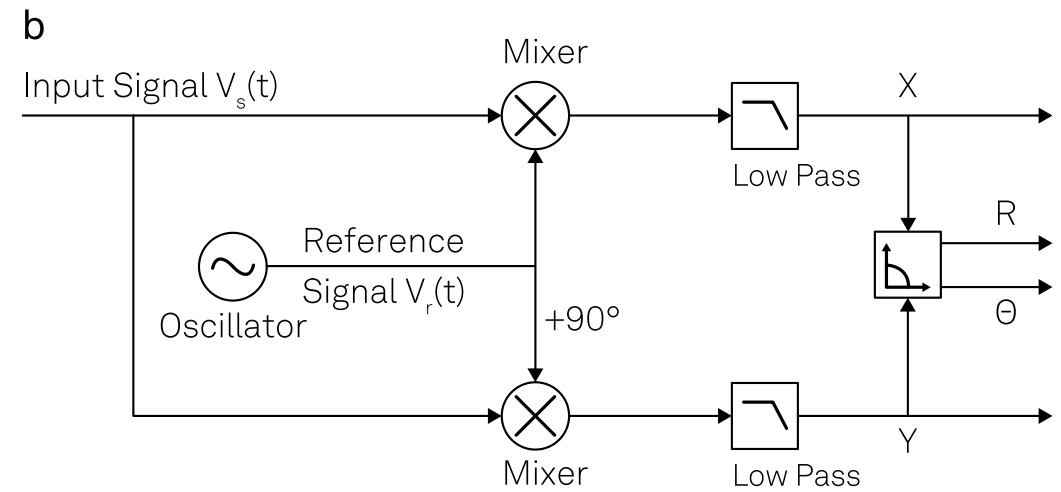 b
Mixer
Input Signal Vs(t)
X
Low Pass
Reference
Signal Vr(t)
R
Oscillator
+90°
Θ
Y
Mixer
Low Pass